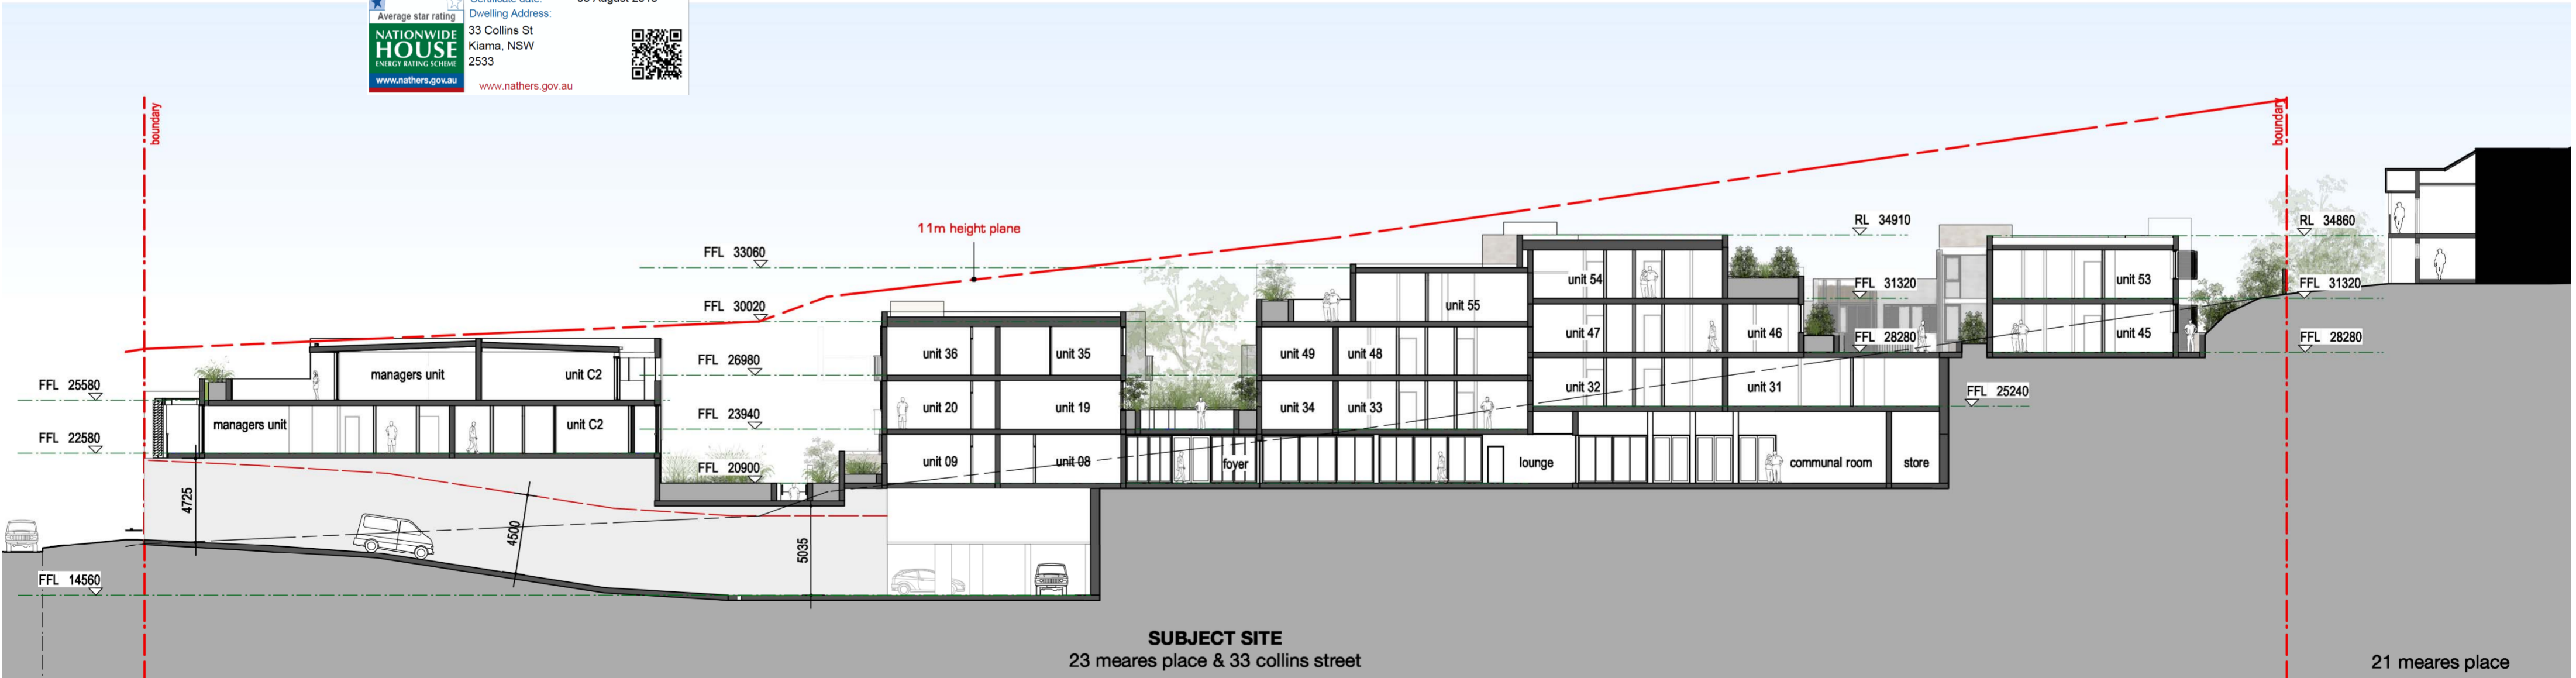 Average star rating
NATIONWIDE
HOUSE
ENERGY RATING SCHEME
www.nathers.gov.au
Dwelling Address:
33 Collins St
Kiama, NSW
2533
www.nathers.gov.au
boundary
boundary
11m height plane
FFL 33060
FFL 30020
FFL 26980
FFL 23940
FFL 20900
FFL 25580
FFL 22580
FFL 14560
managers unit
unit C2
managers unit
unit C2
4725
4500
5035
unit 36
unit 35
unit 20
unit 19
unit 09
unit 08
foyer
lounge
communal room
store
unit 55
unit 54
unit 49
unit 48
unit 47
unit 46
unit 34
unit 33
unit 32
unit 31
RL 34910
FFL 31320
FFL 28280
FFL 25240
unit 53
unit 45
RL 34860
FFL 31320
FFL 28280
SUBJECT SITE
23 meares place & 33 collins street
21 meares place